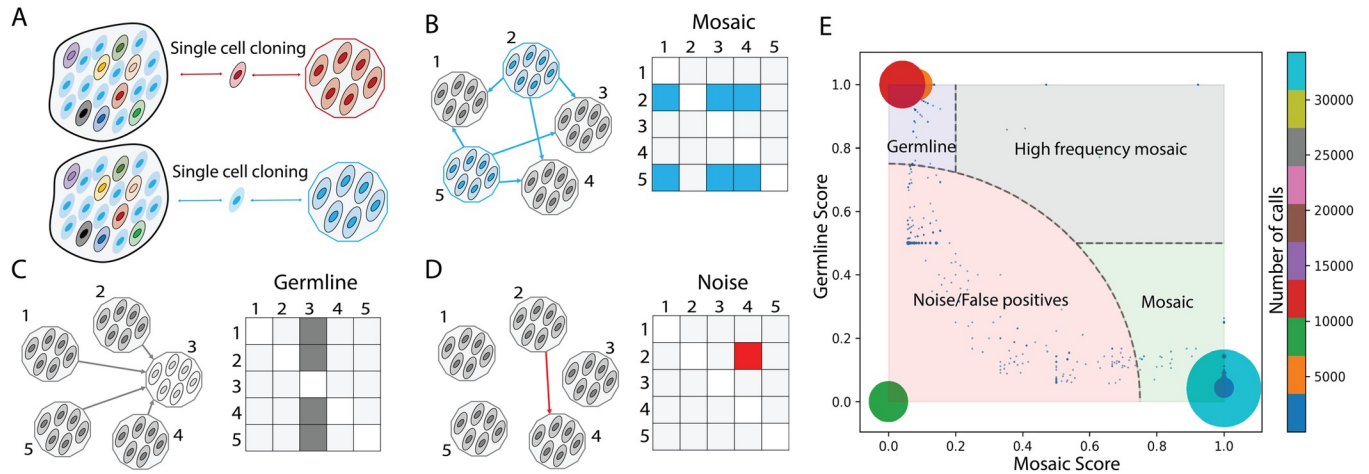 A
Single cell cloning
Single cell cloning
B
Mosaic
1
2
3
4
5
1 2 3 4 5
1
2
3
4
5
C
Germline
1
2
3
4
5
1 2 3 4 5
1
2
3
4
5
D
Noise
1
2
3
4
5
1 2 3 4 5
1
2
3
4
5
E
Germline Score
1.0
0.8
0.6
0.4
0.2
0.0
Germline
High frequency mosaic
Noise/False positives
Mosaic
0.0 0.2 0.4 0.6 0.8 1.0
Mosaic Score
Number of calls
30000
25000
20000
15000
10000
5000